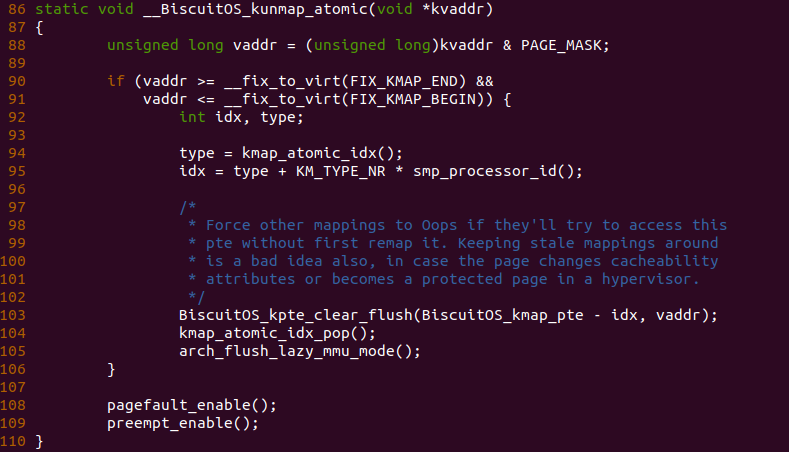 86 static void __BiscuitOS_kunmap_atomic(void *kvaddr)
87 {
88         unsigned long vaddr = (unsigned long)kvaddr & PAGE_MASK;
89
90         if (vaddr >= __fix_to_virt(FIX_KMAP_END) &&
91             vaddr <= __fix_to_virt(FIX_KMAP_BEGIN)) {
92                 int idx, type;
93
94                 type = kmap_atomic_idx();
95                 idx = type + KM_TYPE_NR * smp_processor_id();
96
97                 /*
98                  * Force other mappings to Oops if they'll try to access this
99                  * pte without first remap it. Keeping stale mappings around
100                  * is a bad idea also, in case the page changes cacheability
101                  * attributes or becomes a protected page in a hypervisor.
102                  */
103                 BiscuitOS_kpte_clear_flush(BiscuitOS_kmap_pte - idx, vaddr);
104                 kmap_atomic_idx_pop();
105                 arch_flush_lazy_mmu_mode();
106         }
107
108         pagefault_enable();
109         preempt_enable();
110 }